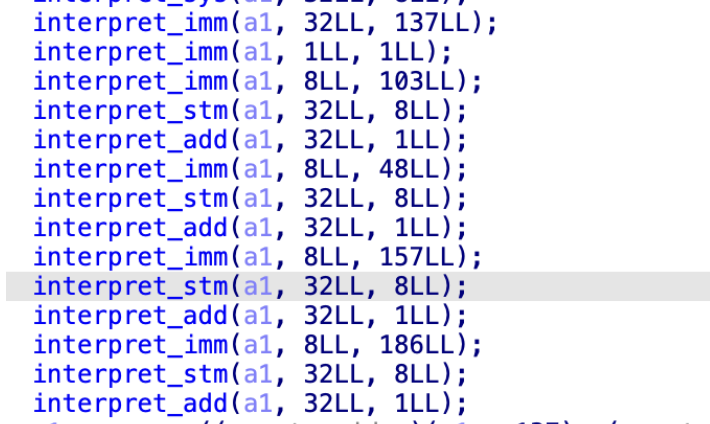 interpret_imm(a1, 32LL, 137LL);
interpret_imm(a1, 1LL, 1LL);
interpret_imm(a1, 8LL, 103LL);
interpret_stm(a1, 32LL, 8LL);
interpret_add(a1, 32LL, 1LL);
interpret_imm(a1, 8LL, 48LL);
interpret_stm(a1, 32LL, 8LL);
interpret_add(a1, 32LL, 1LL);
interpret_imm(a1, 8LL, 157LL);
interpret_stm(a1, 32LL, 8LL);
interpret_add(a1, 32LL, 1LL);
interpret_imm(a1, 8LL, 186LL);
interpret_stm(a1, 32LL, 8LL);
interpret_add(a1, 32LL, 1LL);